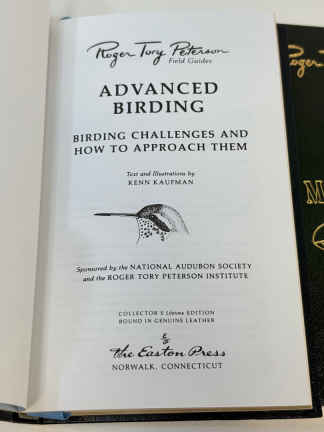 Roger Tory Peterson
Field Guides
ADVANCED
BIRDING
BIRDING CHALLENGES AND
HOW TO APPROACH THEM
Text and Illustrations by
KENN KAUFMAN
Sponsored by the NATIONAL AUDUBON SOCIETY
and the ROGER TORY PETERSON INSTITUTE
COLLECTOR'S Lifetime EDITION
BOUND IN GENUINE LEATHER
E
P
The Easton Press
NORWALK, CONNECTICUT
Roger T
M